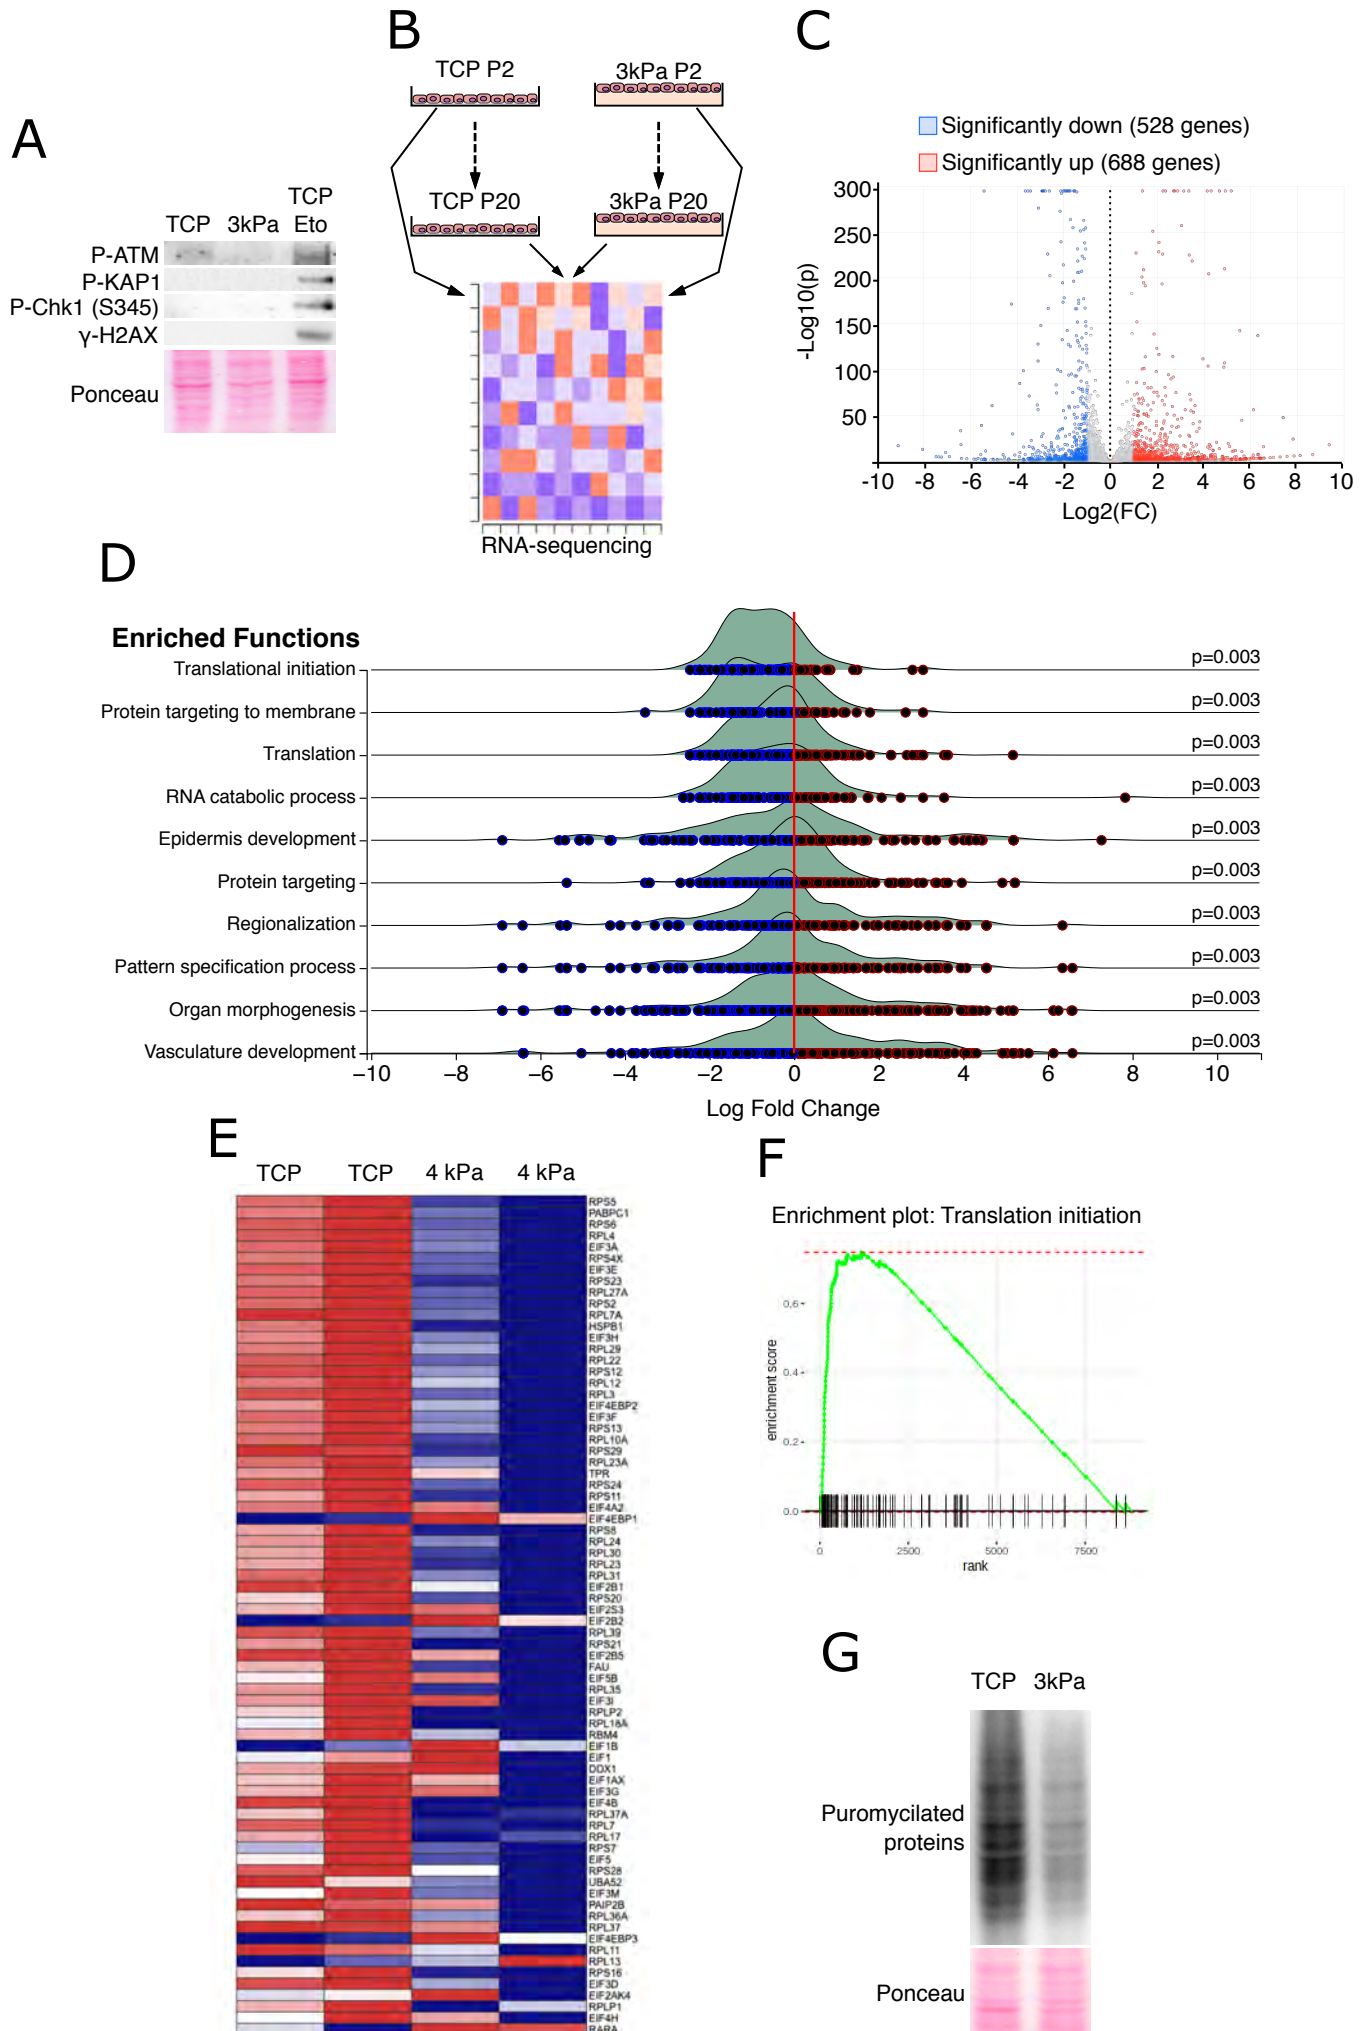 A
TCP 3kPa TCP Eto
P-ATM
P-KAP1
P-Chk1 (S345)
γ-H2AX
Ponceau
B
TCP P2 3kPa P2
TCP P20 3kPa P20
RNA-sequencing
C
Significantly down (528 genes)
Significantly up (688 genes)
300
250
200
150
100
50
-Log10(p)
-10 -8 -6 -4 -2 0 2 4 6 8 10
Log2(FC)
D
Enriched Functions
Translational initiation p=0.003
Protein targeting to membrane p=0.003
Translation p=0.003
RNA catabolic process p=0.003
Epidermis development p=0.003
Protein targeting p=0.003
Regionalization p=0.003
Pattern specification process p=0.003
Organ morphogenesis p=0.003
Vasculature development p=0.003
−10 −8 −6 −4 −2 0 2 4 6 8 10
Log Fold Change
E
TCP TCP 4 kPa 4 kPa
RPS5
PABPC1
RPS6
RPL4
EIF3A
RPS4X
EIF3E
RPS23
RPL27A
RPS2
RPL7A
HSPB1
EIF3H
RPL29
RPL22
RPS12
RPL12
RPL3
EIF4EBP2
EIF3F
RPS13
RPL10A
RPS29
RPL23A
TPR
RPS24
RPS11
EIF4A2
EIF4EBP1
RPS8
RPL24
RPL30
RPL23
RPL31
EIF2B1
RPS20
EIF2S3
EIF2B2
RPL39
RPS21
EIF2B5
FAU
EIF5B
RPL35
EIF3I
RPLP2
RPL18A
RBM4
EIF1B
EIF1
DDX1
EIF1AX
EIF3G
EIF4B
RPL37A
RPL7
RPL17
RPS7
EIF5
RPS28
UBA52
EIF3M
PAIP2B
RPL36A
RPL37
EIF4EBP3
RPL11
RPL13
RPS16
EIF3D
EIF2AK4
RPLP1
EIF4H
RARA
F
Enrichment plot: Translation initiation
0.6
0.4
0.2
0.0
enrichment score
0 2500 5000 7500
rank
G
TCP 3kPa
Puromycilated
proteins
Ponceau